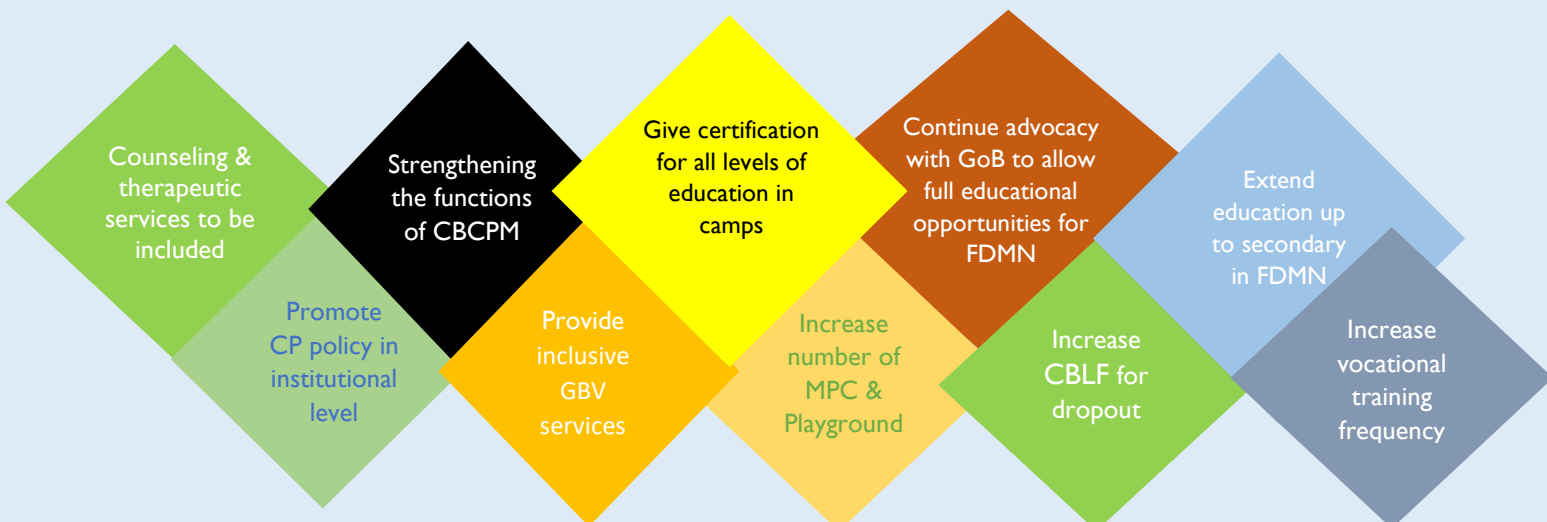 Counseling &
therapeutic
services to be
included
Strengthening
the functions
of CBCPM
Give certification
for all levels of
education in
camps
Continue advocacy
with GoB to allow
full educational
opportunities for
FDMN
Extend
education up
to secondary
in FDMN
Promote
CP policy in
institutional
level
Provide
inclusive
GBV
services
Increase
number of
MPC &
Playground
Increase
CBLF for
dropout
Increase
vocational
training
frequency